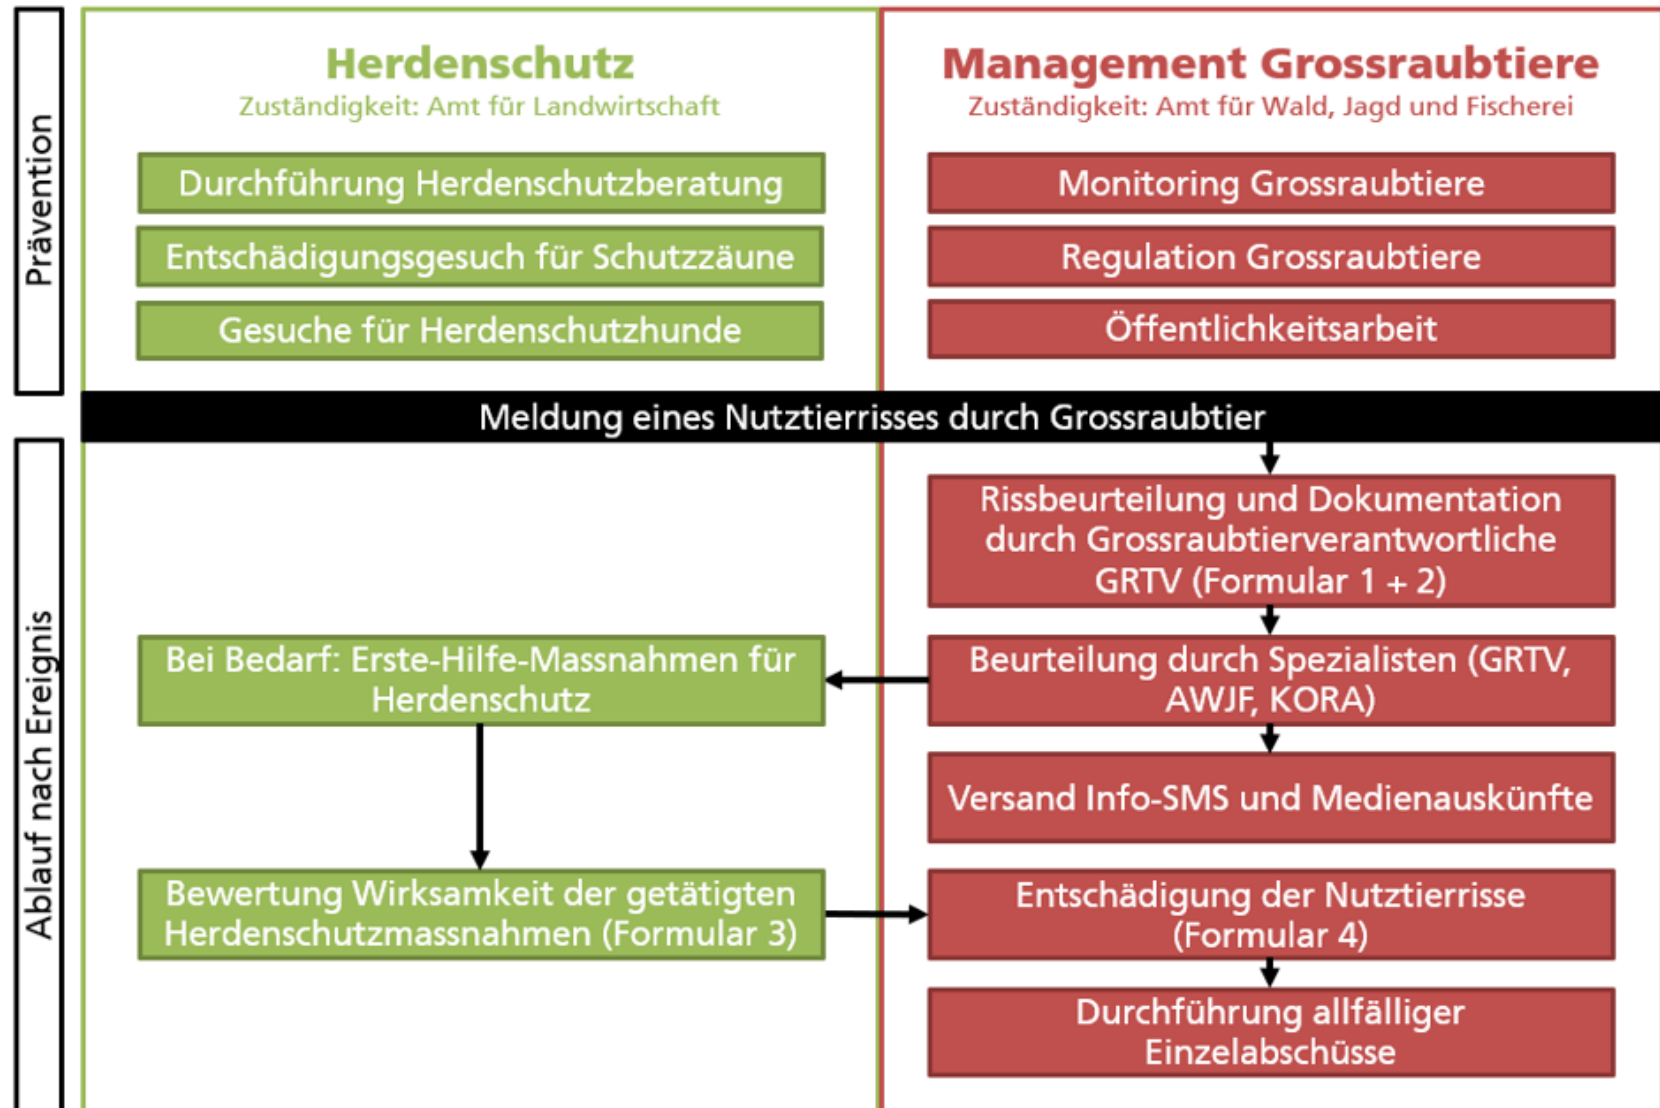 Prävention
Herdenschutz
Zuständigkeit: Amt für Landwirtschaft
Durchführung Herdenschutzberatung
Entschädigungsgesuch für Schutzzäune
Gesuche für Herdenschutzhunde
Management Grossraubtiere
Zuständigkeit: Amt für Wald, Jagd und Fischerei
Monitoring Grossraubtiere
Regulation Grossraubtiere
Öffentlichkeitsarbeit
Meldung eines Nutztierrisses durch Grossraubtier
Ablauf nach Ereignis
Rissbeurteilung und Dokumentation
durch Grossraubtierverantwortliche
GRTV (Formular 1 + 2)
Beurteilung durch Spezialisten (GRTV,
AWJF, KORA)
Bei Bedarf: Erste-Hilfe-Massnahmen für
Herdenschutz
Versand Info-SMS und Medienauskünfte
Bewertung Wirksamkeit der getätigten
Herdenschutzmassnahmen (Formular 3)
Entschädigung der Nutztierrisse
(Formular 4)
Durchführung allfälliger
Einzelabschüsse